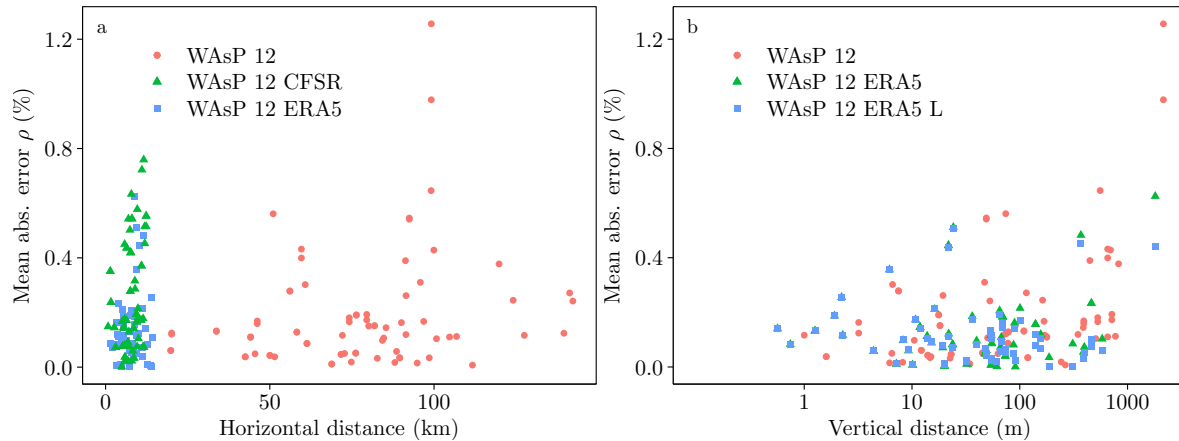 a
WAsP 12
WAsP 12 CFSR
WAsP 12 ERA5
Mean abs. error ρ (%)
1.2
0.8
0.4
0.0
0
50
100
Horizontal distance (km)
b
WAsP 12
WAsP 12 ERA5
WAsP 12 ERA5 L
Mean abs. error ρ (%)
1.2
0.8
0.4
0.0
1
10
100
1000
Vertical distance (m)